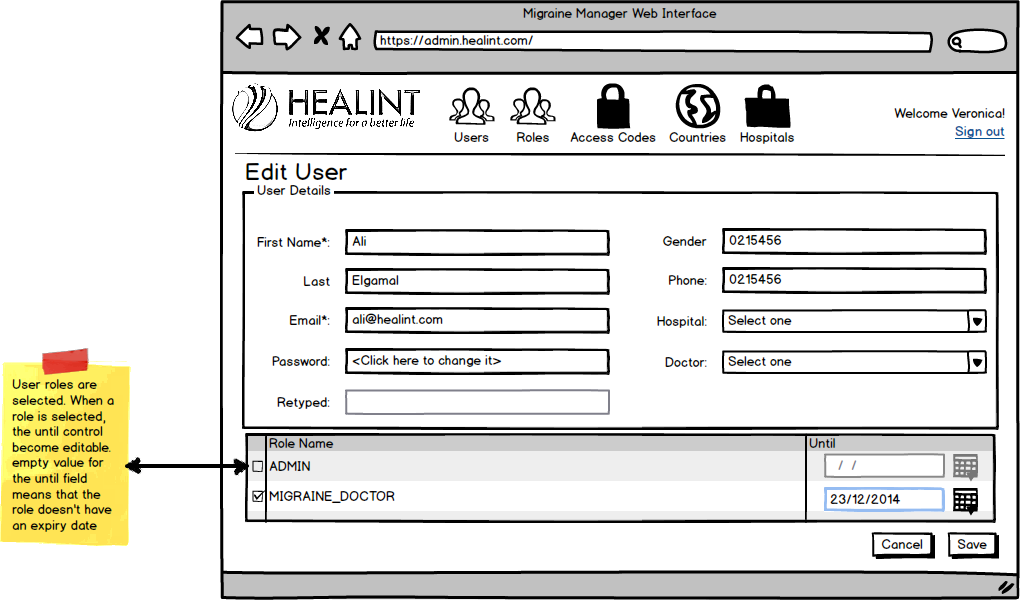 Migraine Manager Web Interface
https://admin.healint.com/
HEALINT
Intelligence for a better life
Users
Roles
Access Codes
Countries
Hospitals
Welcome Veronica!
Sign out
Edit User
User Details
First Name*: Ali
Gender 0215456
Last Elgamal
Phone: 0215456
Email*: ali@healint.com
Hospital: Select one
Password: <Click here to change it>
Doctor: Select one
Retyped:
Role Name Until
ADMIN / /
MIGRAINE_DOCTOR 23/12/2014
Cancel Save
User roles are
selected. When a
role is selected,
the until control
become editable.
empty value for
the until field
means that the
role doesn't have
an expiry date